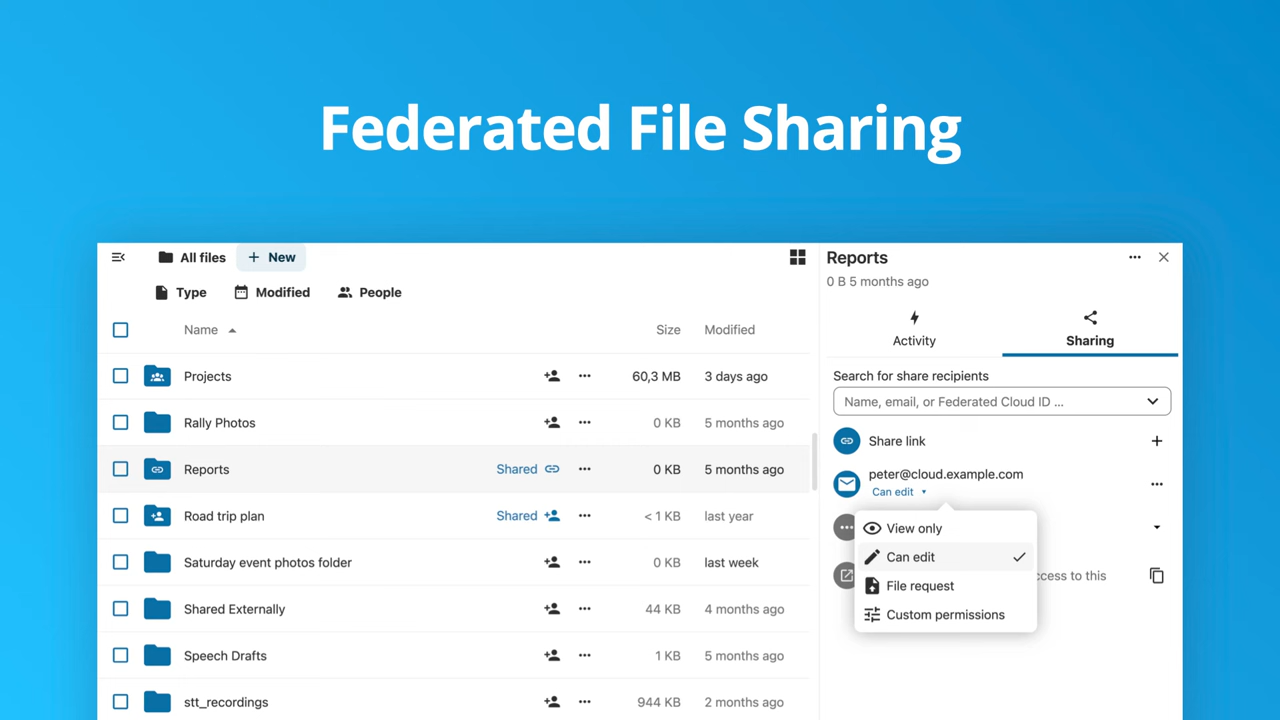 Federated File Sharing
All files
New
Type
Modified
People
Name
Size
Modified
Projects
60,3 MB
3 days ago
Rally Photos
0 KB
5 months ago
Reports
Shared
0 KB
5 months ago
Road trip plan
Shared
< 1 KB
last year
Saturday event photos folder
0 KB
last week
Shared Externally
44 KB
4 months ago
Speech Drafts
1 KB
5 months ago
stt_recordings
944 KB
2 months ago
Reports
0 B 5 months ago
Activity
Sharing
Search for share recipients
Name, email, or Federated Cloud ID ...
Share link
peter@cloud.example.com
Can edit
View only
Can edit
File request
Custom permissions
to this